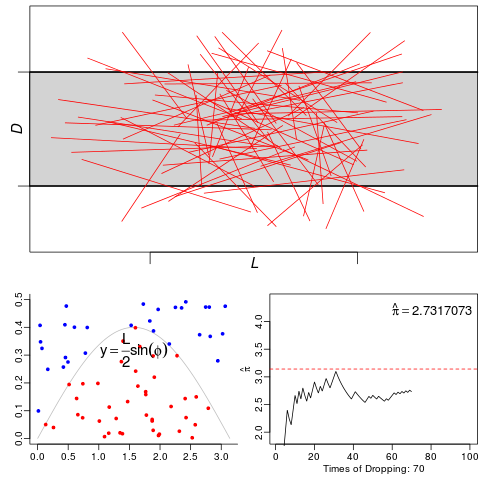 D
L
0.0 0.1 0.2 0.3 0.4 0.5
y = L/2 sin(ϕ)
0.0 0.5 1.0 1.5 2.0 2.5 3.0
π̂ = 2.7317073
π̂
2.0 2.5 3.0 3.5 4.0
0 20 40 60 80 100
Times of Dropping: 70